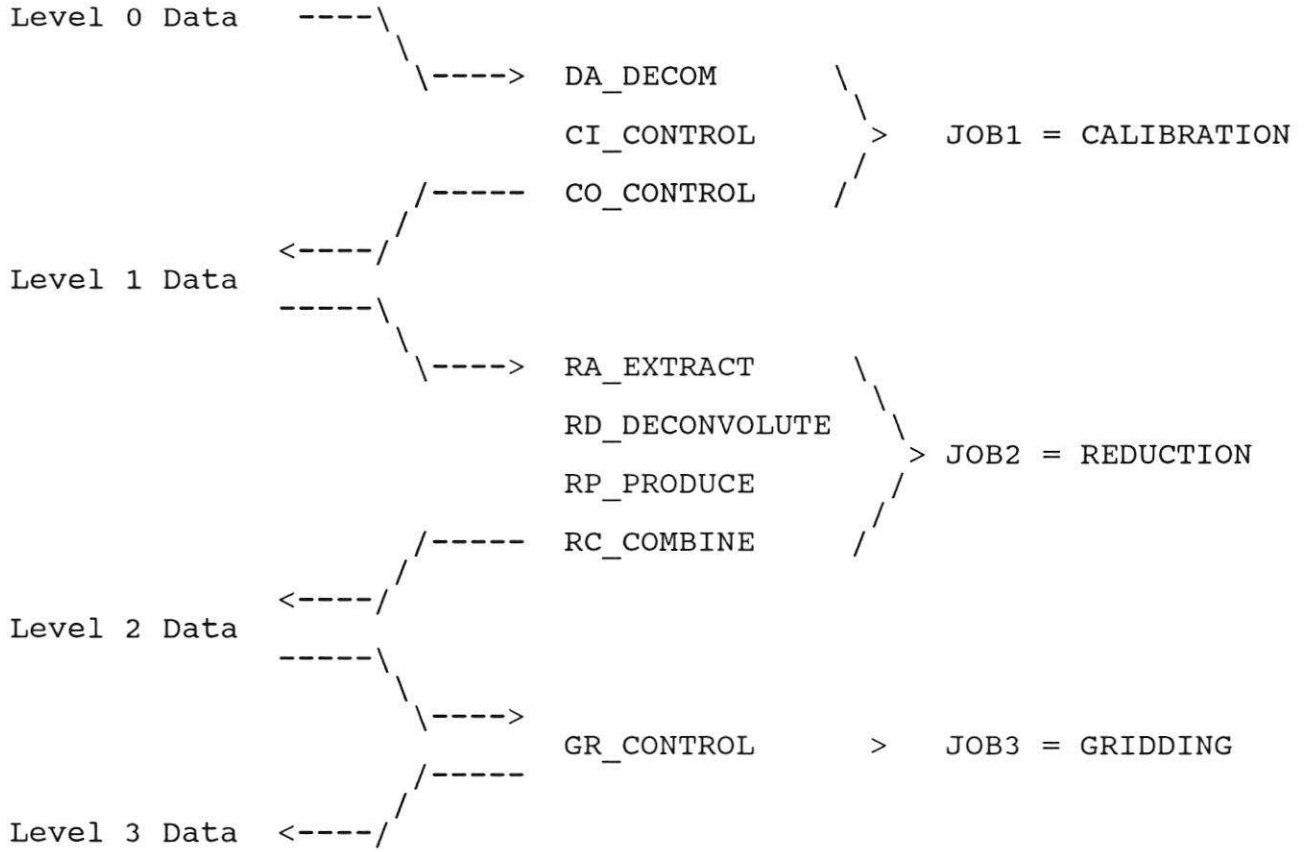 Level 0 Data ----\
\
\----> DA_DECOM \
\
CI_CONTROL > JOB1 = CALIBRATION
/
/----- CO_CONTROL /
/
<----/
Level 1 Data
-----\
\
\----> RA_EXTRACT \
\
RD_DECONVOLUTE \
> JOB2 = REDUCTION
RP_PRODUCE /
/
/----- RC_COMBINE /
/
<----/
Level 2 Data
-----\
\
\---->
GR_CONTROL > JOB3 = GRIDDING
/-----
/
Level 3 Data <----/